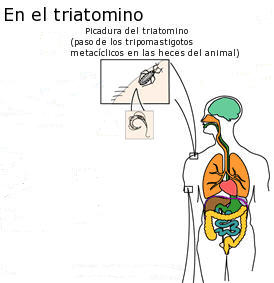 En el triatomino
Picadura del triatomino
(paso de los tripomastigotos
metacíclicos en las heces del animal)